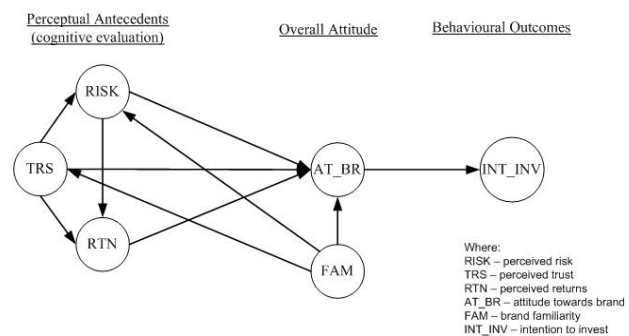 Perceptual Antecedents
(cognitive evaluation)
Overall Attitude
Behavioural Outcomes
RISK
TRS
AT_BR
INT_INV
RTN
FAM
Where:
RISK – perceived risk
TRS – perceived trust
RTN – perceived returns
AT_BR – attitude towards brand
FAM – brand familiarity
INT_INV – intention to invest